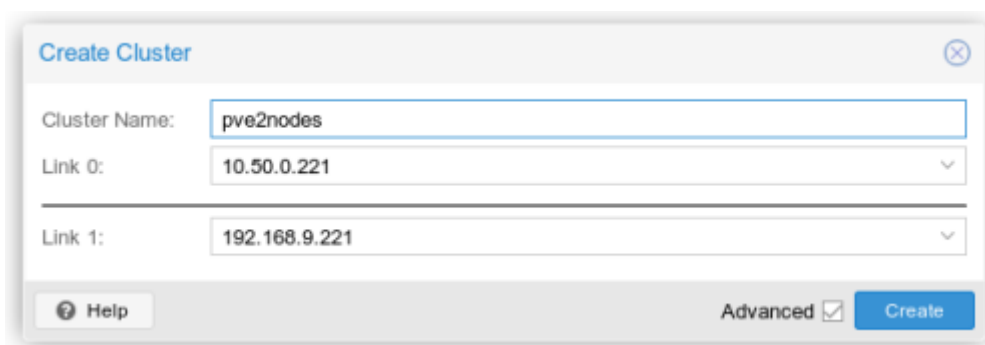 Create Cluster
Cluster Name: pve2nodes
Link 0: 10.50.0.221
Link 1: 192.168.9.221
Help Advanced Create